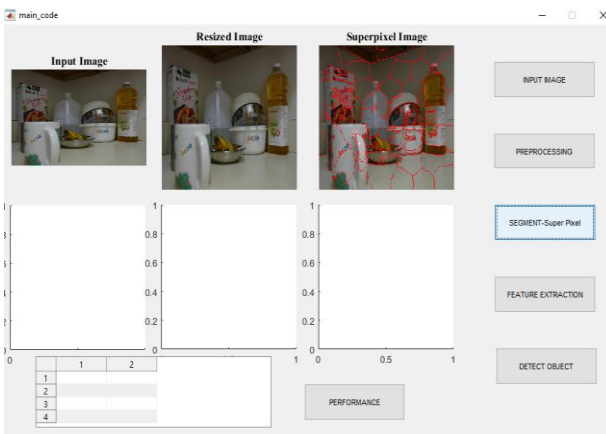 main_code
Input Image
Resized Image
Superpixel Image
INPUT IMAGE
PREPROCESSING
SEGMENT-Super Pixel
FEATURE EXTRACTION
DETECT OBJECT
PERFORMANCE
1
0
1
0.8
0.6
0.4
0.2
0
1
1
0.8
0.6
0.4
0.2
0
0
0.5
1
1 2
1
2
3
4